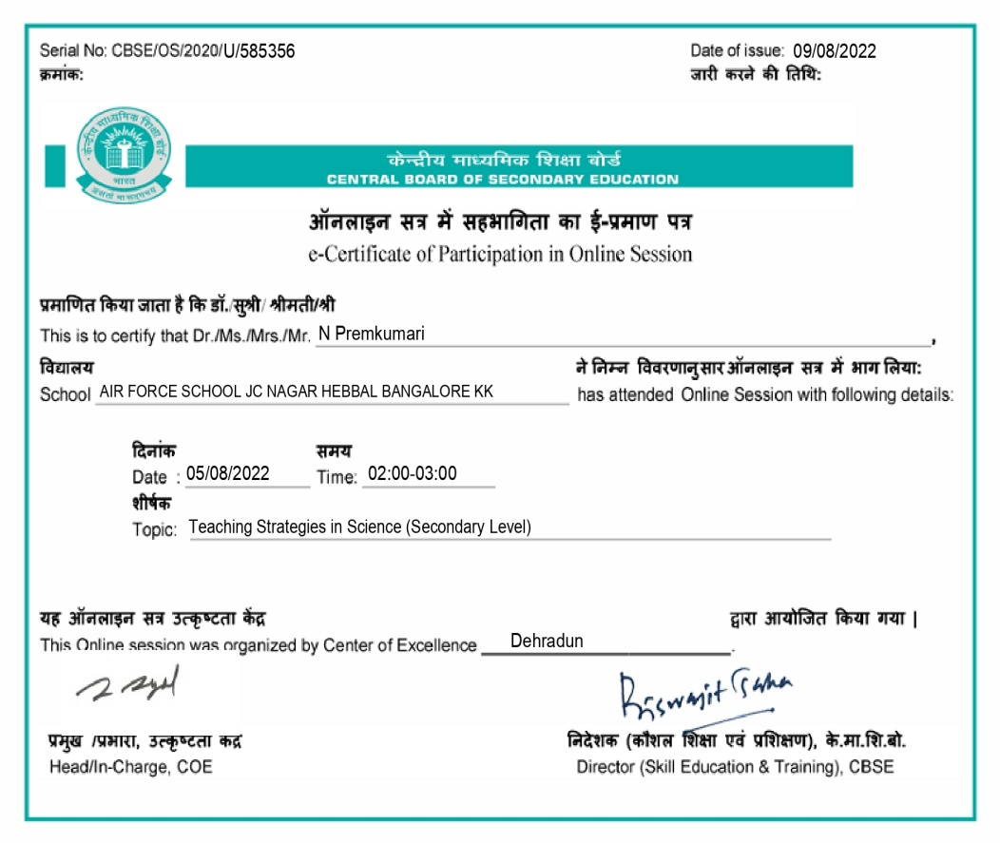 Serial No: CBSE/OS/2020/U/585356
Date of issue: 09/08/2022
क्रमांक:
जारी करने की तिथि:
केन्द्रीय माध्यमिक शिक्षा बोर्ड
भारत
असतो मा सद्गमय
केन्द्रीय माध्यमिक शिक्षा बोर्ड
CENTRAL BOARD OF SECONDARY EDUCATION
ऑनलाइन सत्र में सहभागिता का ई-प्रमाण पत्र
e-Certificate of Participation in Online Session
प्रमाणित किया जाता है कि डॉ./सुश्री/ श्रीमती/श्री
This is to certify that Dr./Ms./Mrs./Mr. N Premkumari ,
विद्यालय
ने निम्न विवरणानुसार ऑनलाइन सत्र में भाग लिया:
School AIR FORCE SCHOOL JC NAGAR HEBBAL BANGALORE KK
has attended Online Session with following details:
दिनांक
समय
Date : 05/08/2022
Time: 02:00-03:00
शीर्षक
Topic: Teaching Strategies in Science (Secondary Level)
यह ऑनलाइन सत्र उत्कृष्टता केंद्र
द्वारा आयोजित किया गया |
This Online session was organized by Center of Excellence Dehradun .
Biswajit Saha
प्रमुख /प्रभारी, उत्कृष्टता केंद्र
निदेशक (कौशल शिक्षा एवं प्रशिक्षण), के.मा.शि.बो.
Head/In-Charge, COE
Director (Skill Education & Training), CBSE